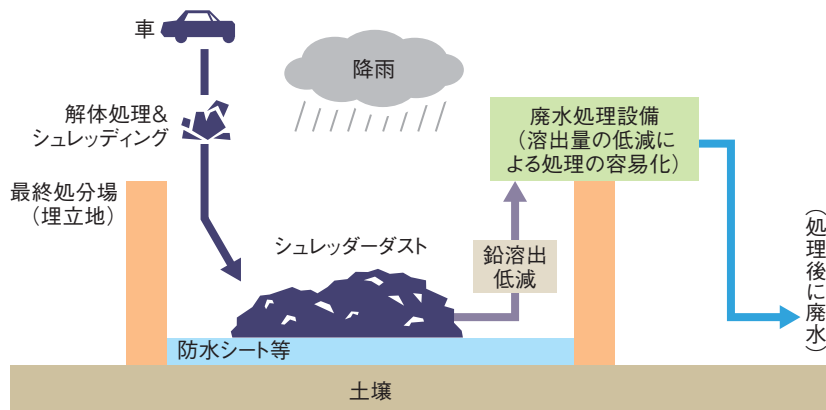 車
降雨
解体処理&
シュレッディング
廃水処理設備
(溶出量の低減に
よる処理の容易化)
最終処分場
(埋立地)
シュレッダーダスト
鉛溶出
低減
(処理後に廃水)
防水シート等
土壌